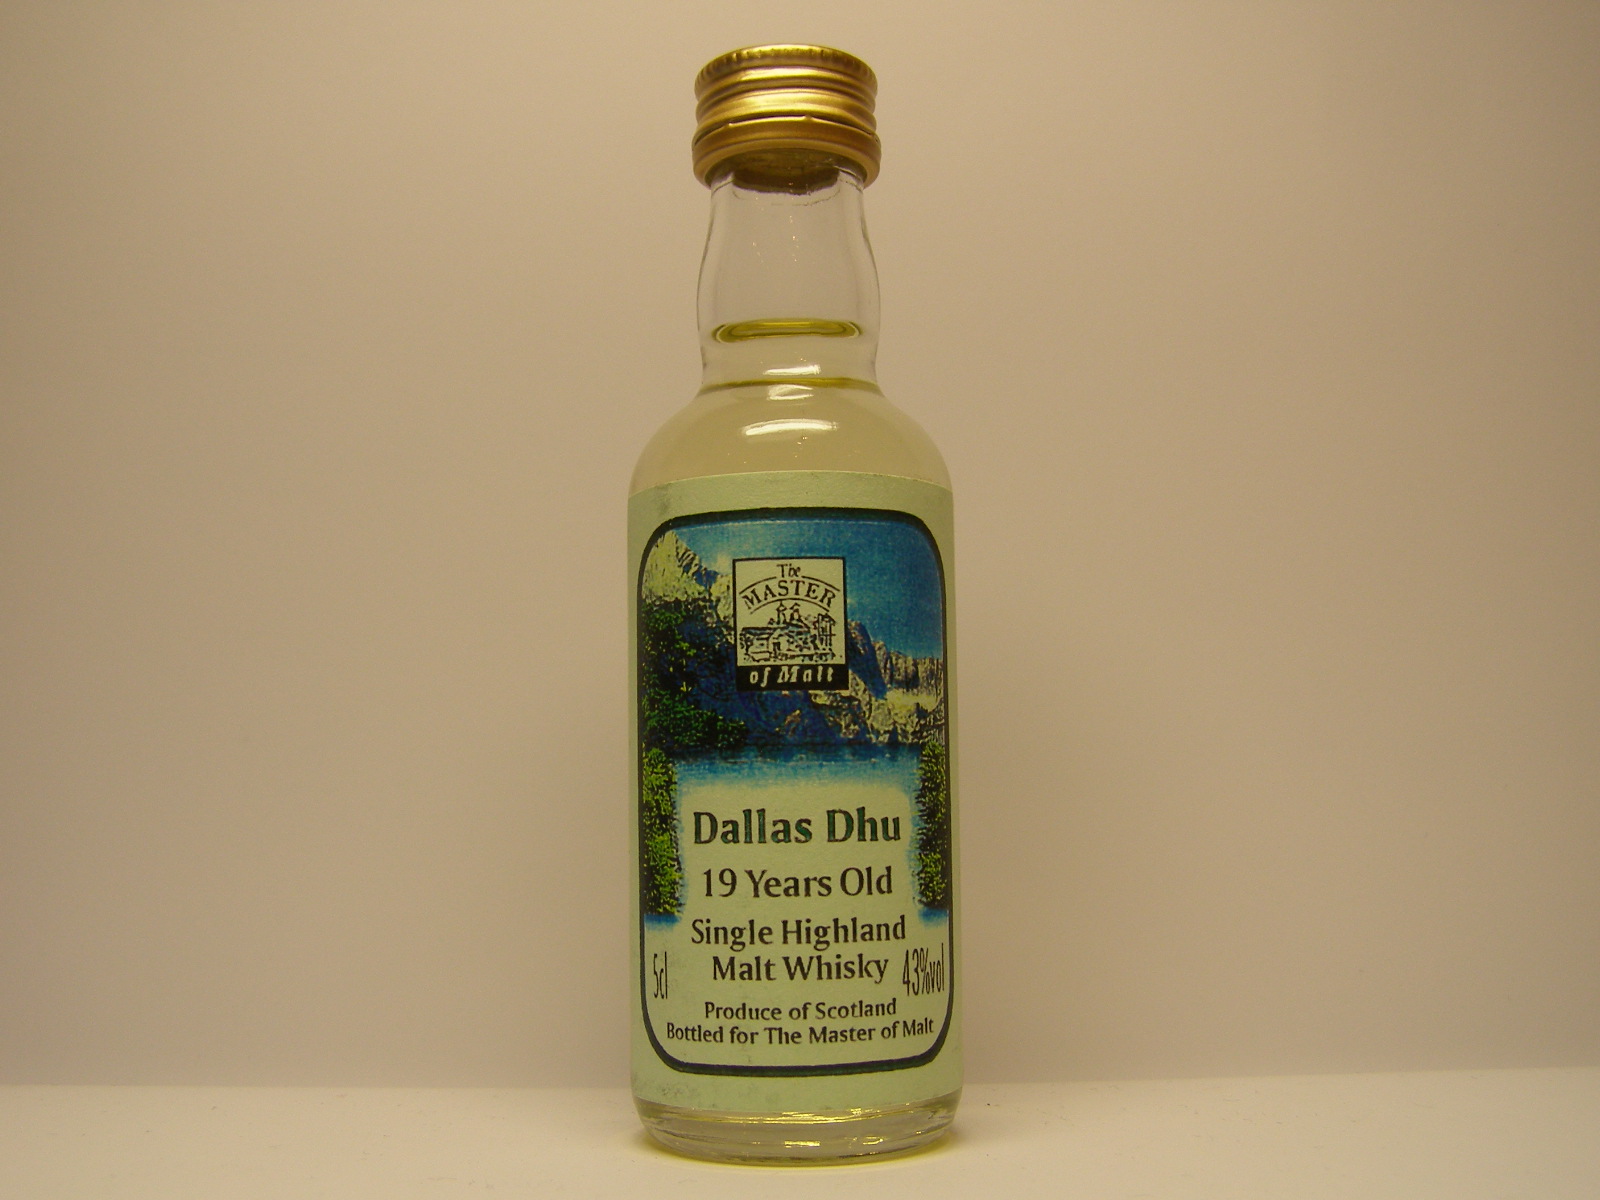 The
MASTER
of Malt
Dallas Dhu
19 Years Old
Single Highland
Malt Whisky
5cl
43%vol
Produce of Scotland
Bottled for The Master of Malt